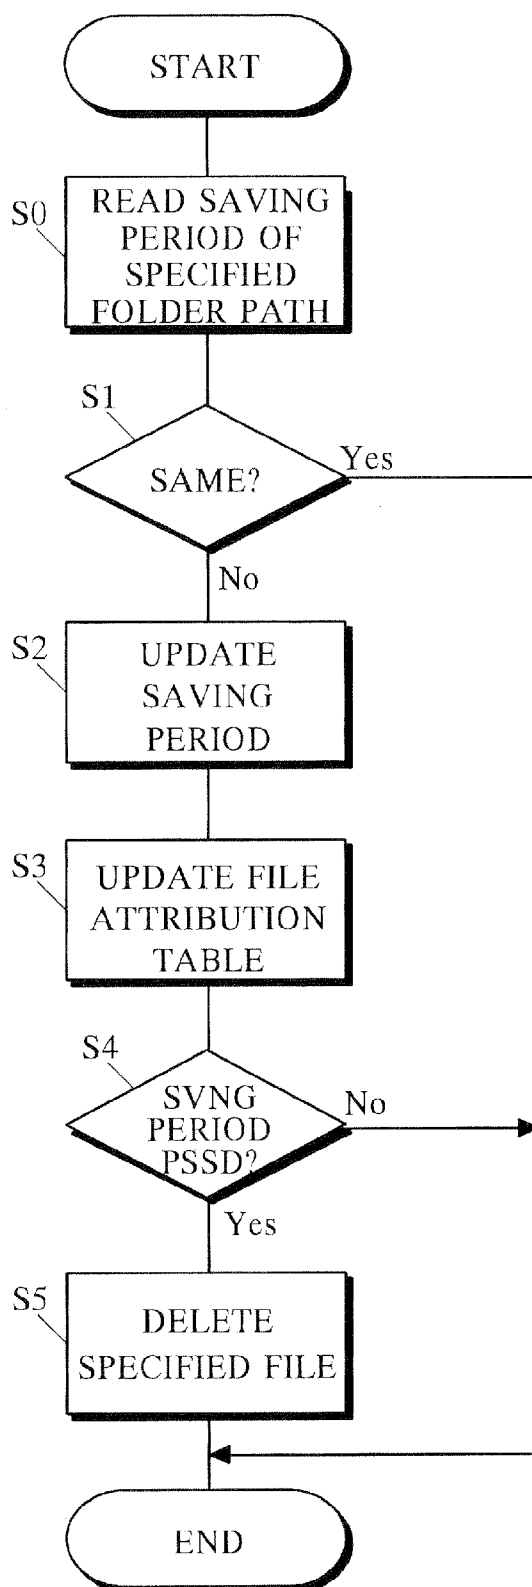 START
S0
READ SAVING
PERIOD OF
SPECIFIED
FOLDER PATH
S1
SAME?
Yes
No
S2
UPDATE
SAVING
PERIOD
S3
UPDATE FILE
ATTRIBUTION
TABLE
S4
SVNG
PERIOD
PSSD?
No
Yes
S5
DELETE
SPECIFIED FILE
END